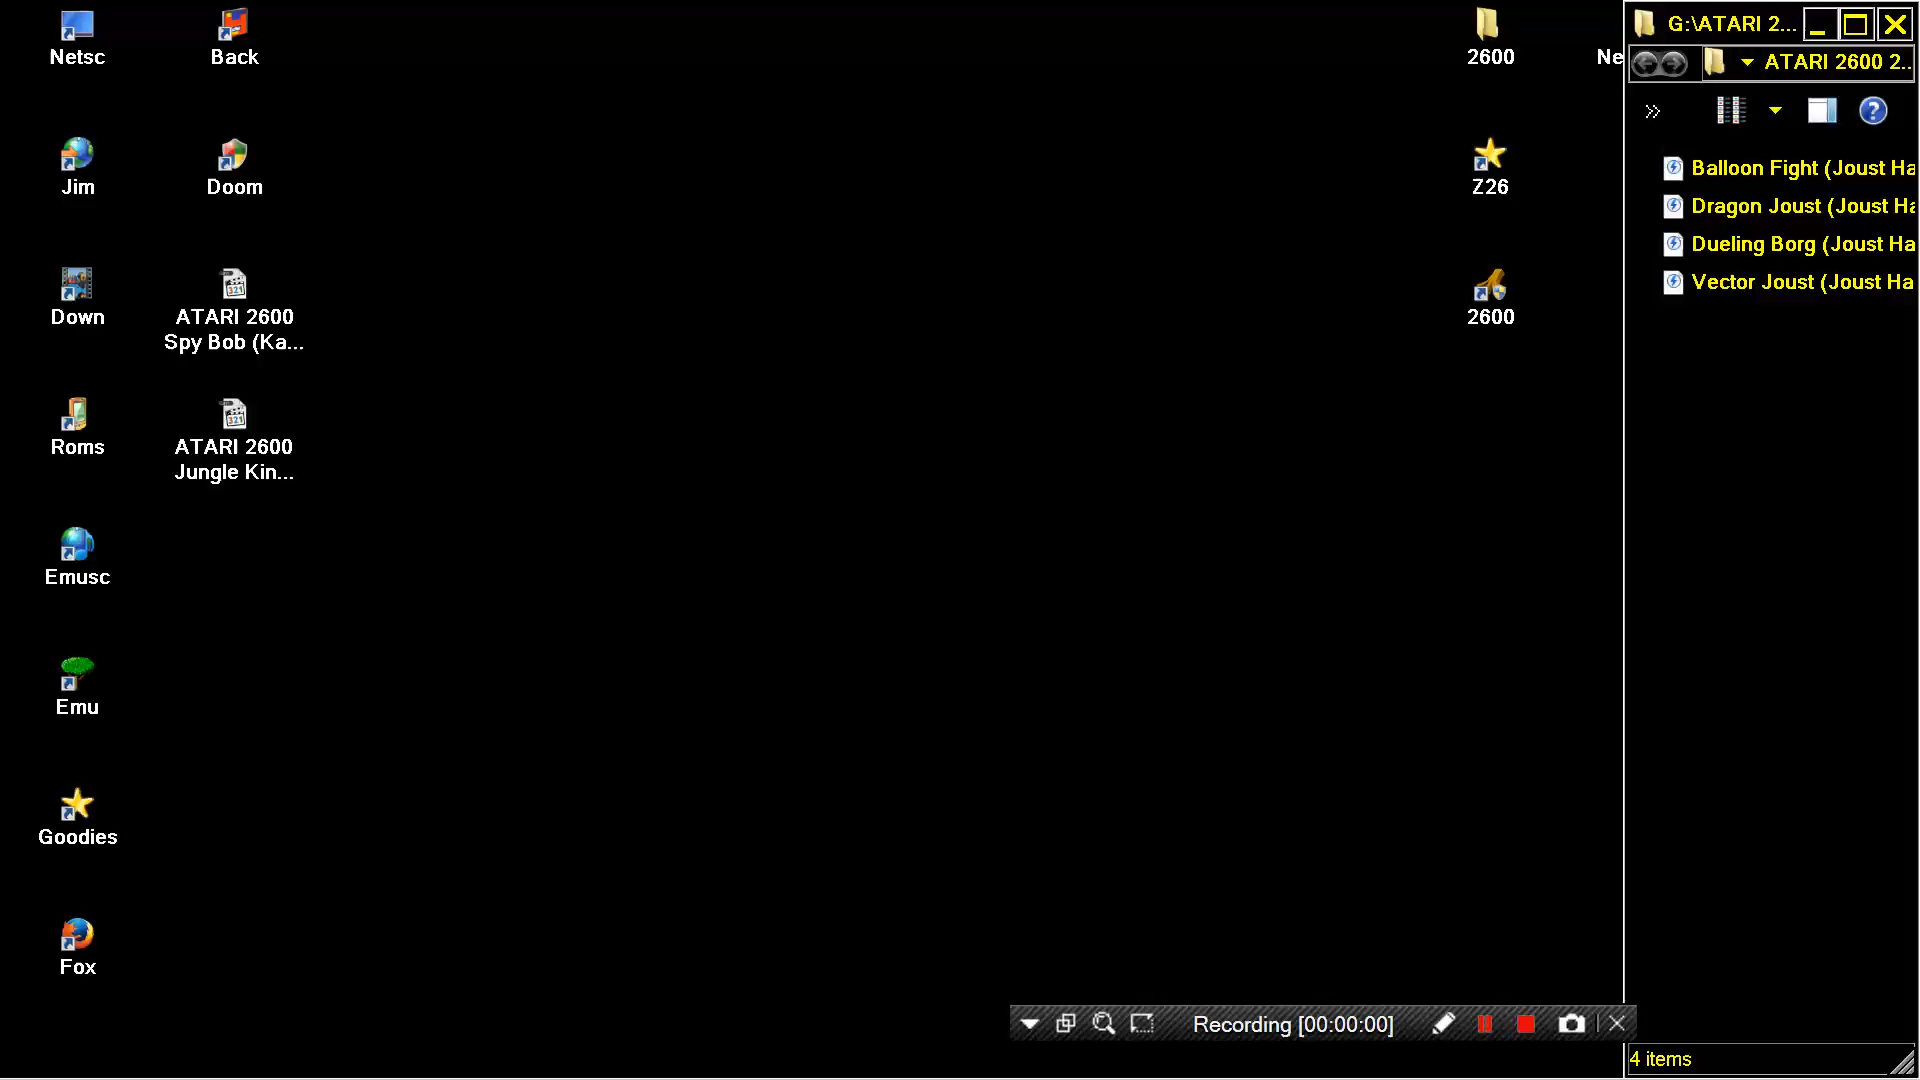 Netsc
Back
2600
Ne
Jim
Doom
Z26
Down
ATARI 2600
Spy Bob (Ka...
2600
Roms
ATARI 2600
Jungle Kin...
Emusc
Emu
Goodies
Fox
G:\ATARI 2...
ATARI 2600 2..
»
?
Balloon Fight (Joust Ha
Dragon Joust (Joust Ha
Dueling Borg (Joust Ha
Vector Joust (Joust Ha
Recording [00:00:00]
4 items